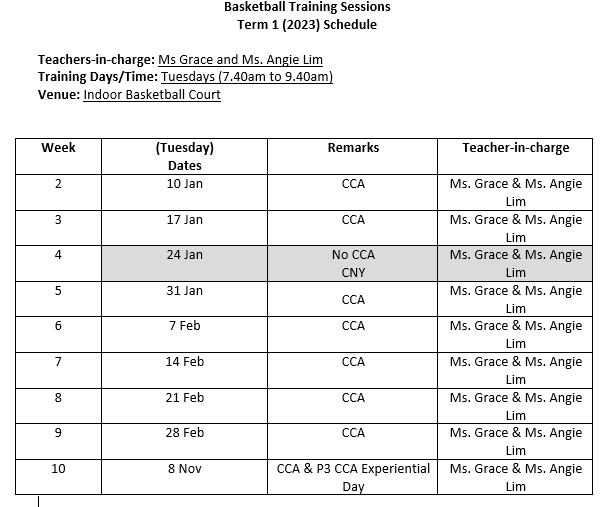 Basketball Training Sessions
Term 1 (2023) Schedule
Teachers-in-charge: Ms Grace and Ms. Angie Lim
Training Days/Time: Tuesdays (7.40am to 9.40am)
Venue: Indoor Basketball Court
Week (Tuesday) Remarks Teacher-in-charge
Dates
2 10 Jan CCA Ms. Grace & Ms. Angie
Lim
3 17 Jan CCA Ms. Grace & Ms. Angie
Lim
4 24 Jan No CCA Ms. Grace & Ms. Angie
CNY Lim
5 31 Jan CCA Ms. Grace & Ms. Angie
Lim
6 7 Feb CCA Ms. Grace & Ms. Angie
Lim
7 14 Feb CCA Ms. Grace & Ms. Angie
Lim
8 21 Feb CCA Ms. Grace & Ms. Angie
Lim
9 28 Feb CCA Ms. Grace & Ms. Angie
Lim
10 8 Nov CCA & P3 CCA Experiential Ms. Grace & Ms. Angie
Day Lim